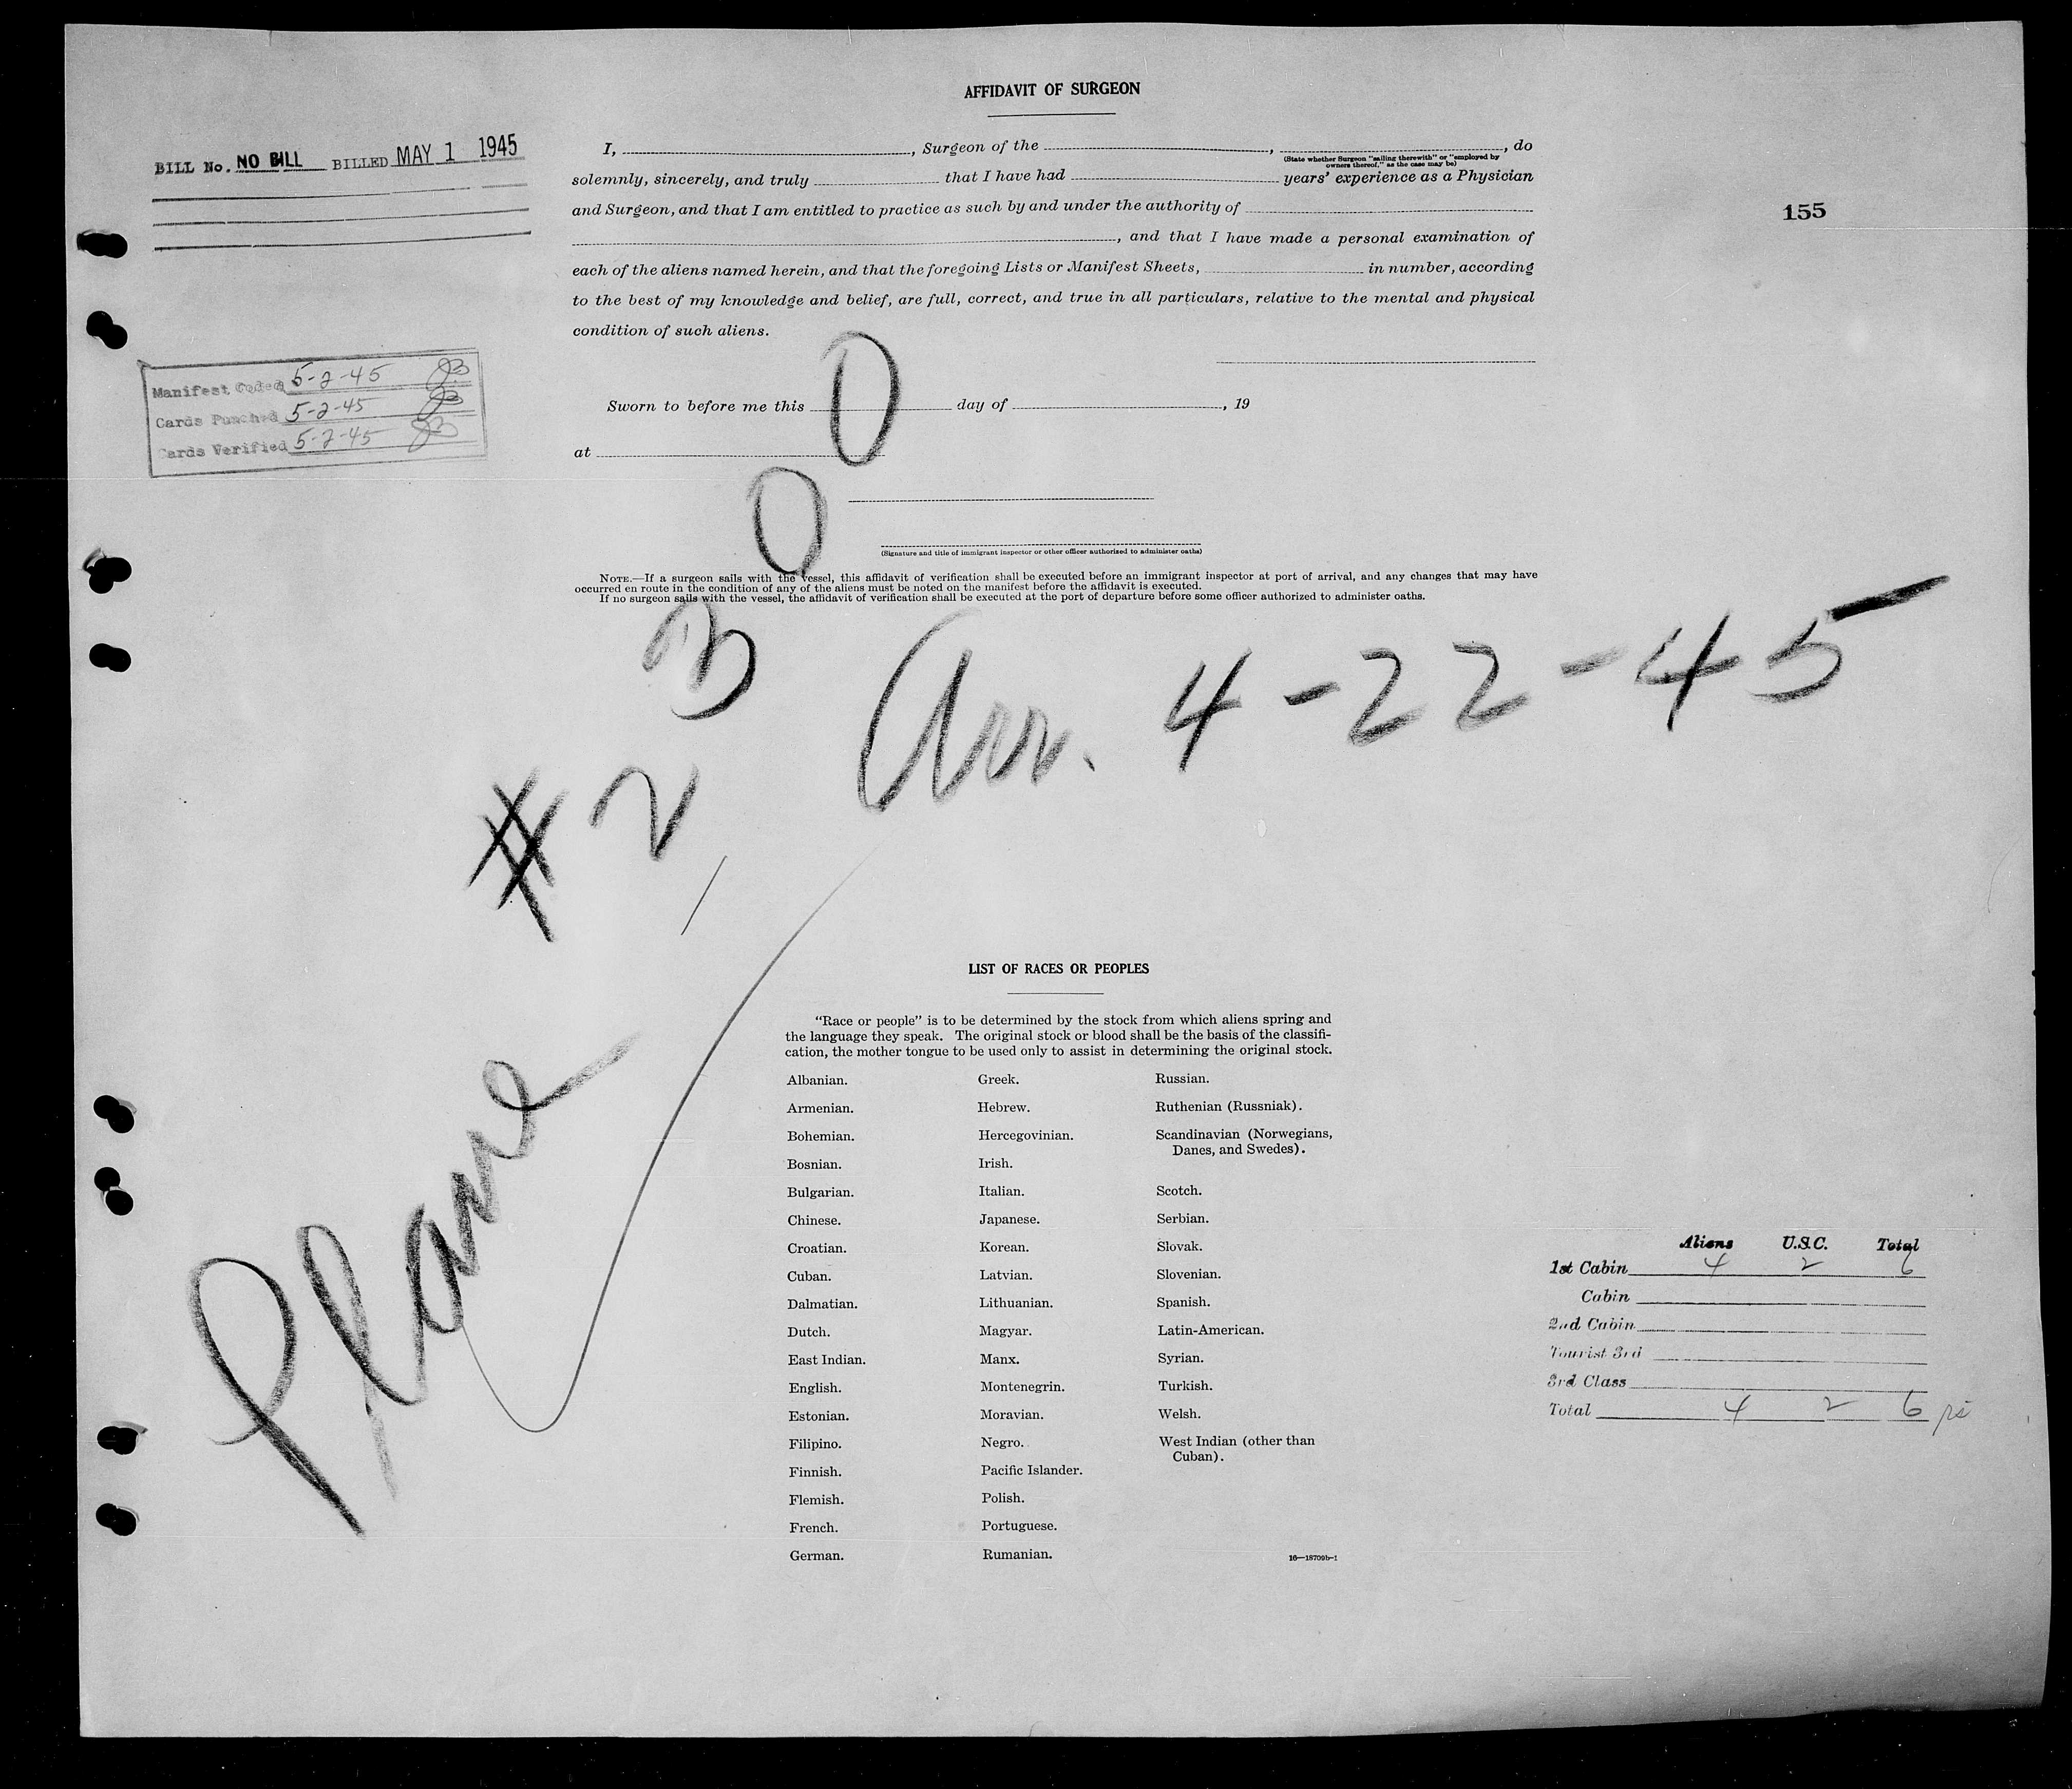 AFFIDAVIT OF SURGEON
BILL No. NO BILL BILLED MAY 1 1945
155
I, , Surgeon of the , , do
(State whether Surgeon "sailing therewith" or "employed by
owners thereof," as the case may be)
solemnly, sincerely, and truly that I have had years' experience as a Physician
and Surgeon, and that I am entitled to practice as such by and under the authority of
, and that I have made a personal examination of
each of the aliens named herein, and that the foregoing Lists or Manifest Sheets, in number, according
to the best of my knowledge and belief, are full, correct, and true in all particulars, relative to the mental and physical
condition of such aliens.
Manifest Coded 5-2-45
Cards Punched 5-2-45
Cards Verified 5-2-45
Sworn to before me this day of , 19
at
(Signature and title of immigrant inspector or other officer authorized to administer oaths)
NOTE.—If a surgeon sails with the vessel, this affidavit of verification shall be executed before an immigrant inspector at port of arrival, and any changes that may have
occurred en route in the condition of any of the aliens must be noted on the manifest before the affidavit is executed.
If no surgeon sails with the vessel, the affidavit of verification shall be executed at the port of departure before some officer authorized to administer oaths.
Plane #2300
Arr. 4-22-45
LIST OF RACES OR PEOPLES
"Race or people" is to be determined by the stock from which aliens spring and
the language they speak. The original stock or blood shall be the basis of the classifi-
cation, the mother tongue to be used only to assist in determining the original stock.
Albanian.
Armenian.
Bohemian.
Bosnian.
Bulgarian.
Chinese.
Croatian.
Cuban.
Dalmatian.
Dutch.
East Indian.
English.
Estonian.
Filipino.
Finnish.
Flemish.
French.
German.
Greek.
Hebrew.
Hercegovinian.
Irish.
Italian.
Japanese.
Korean.
Latvian.
Lithuanian.
Magyar.
Manx.
Montenegrin.
Moravian.
Negro.
Pacific Islander.
Polish.
Portuguese.
Rumanian.
Russian.
Ruthenian (Russniak).
Scandinavian (Norwegians,
Danes, and Swedes).
Scotch.
Serbian.
Slovak.
Slovenian.
Spanish.
Latin-American.
Syrian.
Turkish.
Welsh.
West Indian (other than
Cuban).
16—18709b-1
Aliens U.S.C. Total
1st Cabin 4 2 6
Cabin
2nd Cabin
Tourist 3rd
3rd Class
Total 4 2 6